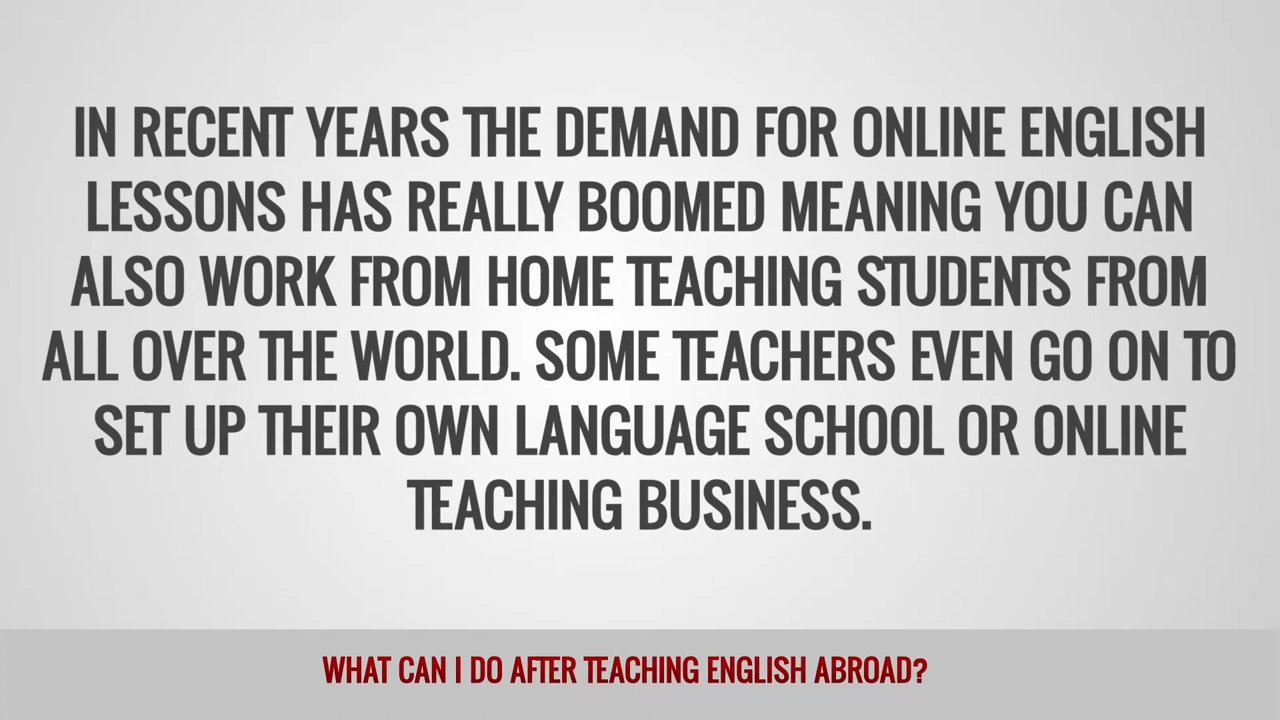 IN RECENT YEARS THE DEMAND FOR ONLINE ENGLISH
LESSONS HAS REALLY BOOMED MEANING YOU CAN
ALSO WORK FROM HOME TEACHING STUDENTS FROM
ALL OVER THE WORLD. SOME TEACHERS EVEN GO ON TO
SET UP THEIR OWN LANGUAGE SCHOOL OR ONLINE
TEACHING BUSINESS.
WHAT CAN I DO AFTER TEACHING ENGLISH ABROAD?